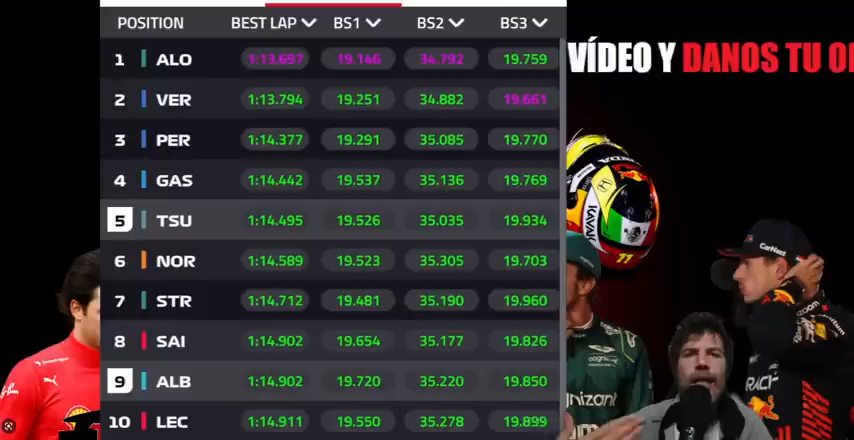 POSITION BEST LAP BS1 BS2 BS3
1 ALO 1:13.697 19.146 34.792 19.759
2 VER 1:13.794 19.251 34.882 19.661
3 PER 1:14.377 19.291 35.085 19.770
4 GAS 1:14.442 19.537 35.136 19.769
5 TSU 1:14.495 19.526 35.035 19.934
6 NOR 1:14.589 19.523 35.305 19.703
7 STR 1:14.712 19.481 35.190 19.960
8 SAI 1:14.902 19.654 35.177 19.826
9 ALB 1:14.902 19.720 35.220 19.850
10 LEC 1:14.911 19.550 35.278 19.899
VÍDEO Y DANOS TU O
KAVAK
11
CarNext
cognizant
RACI